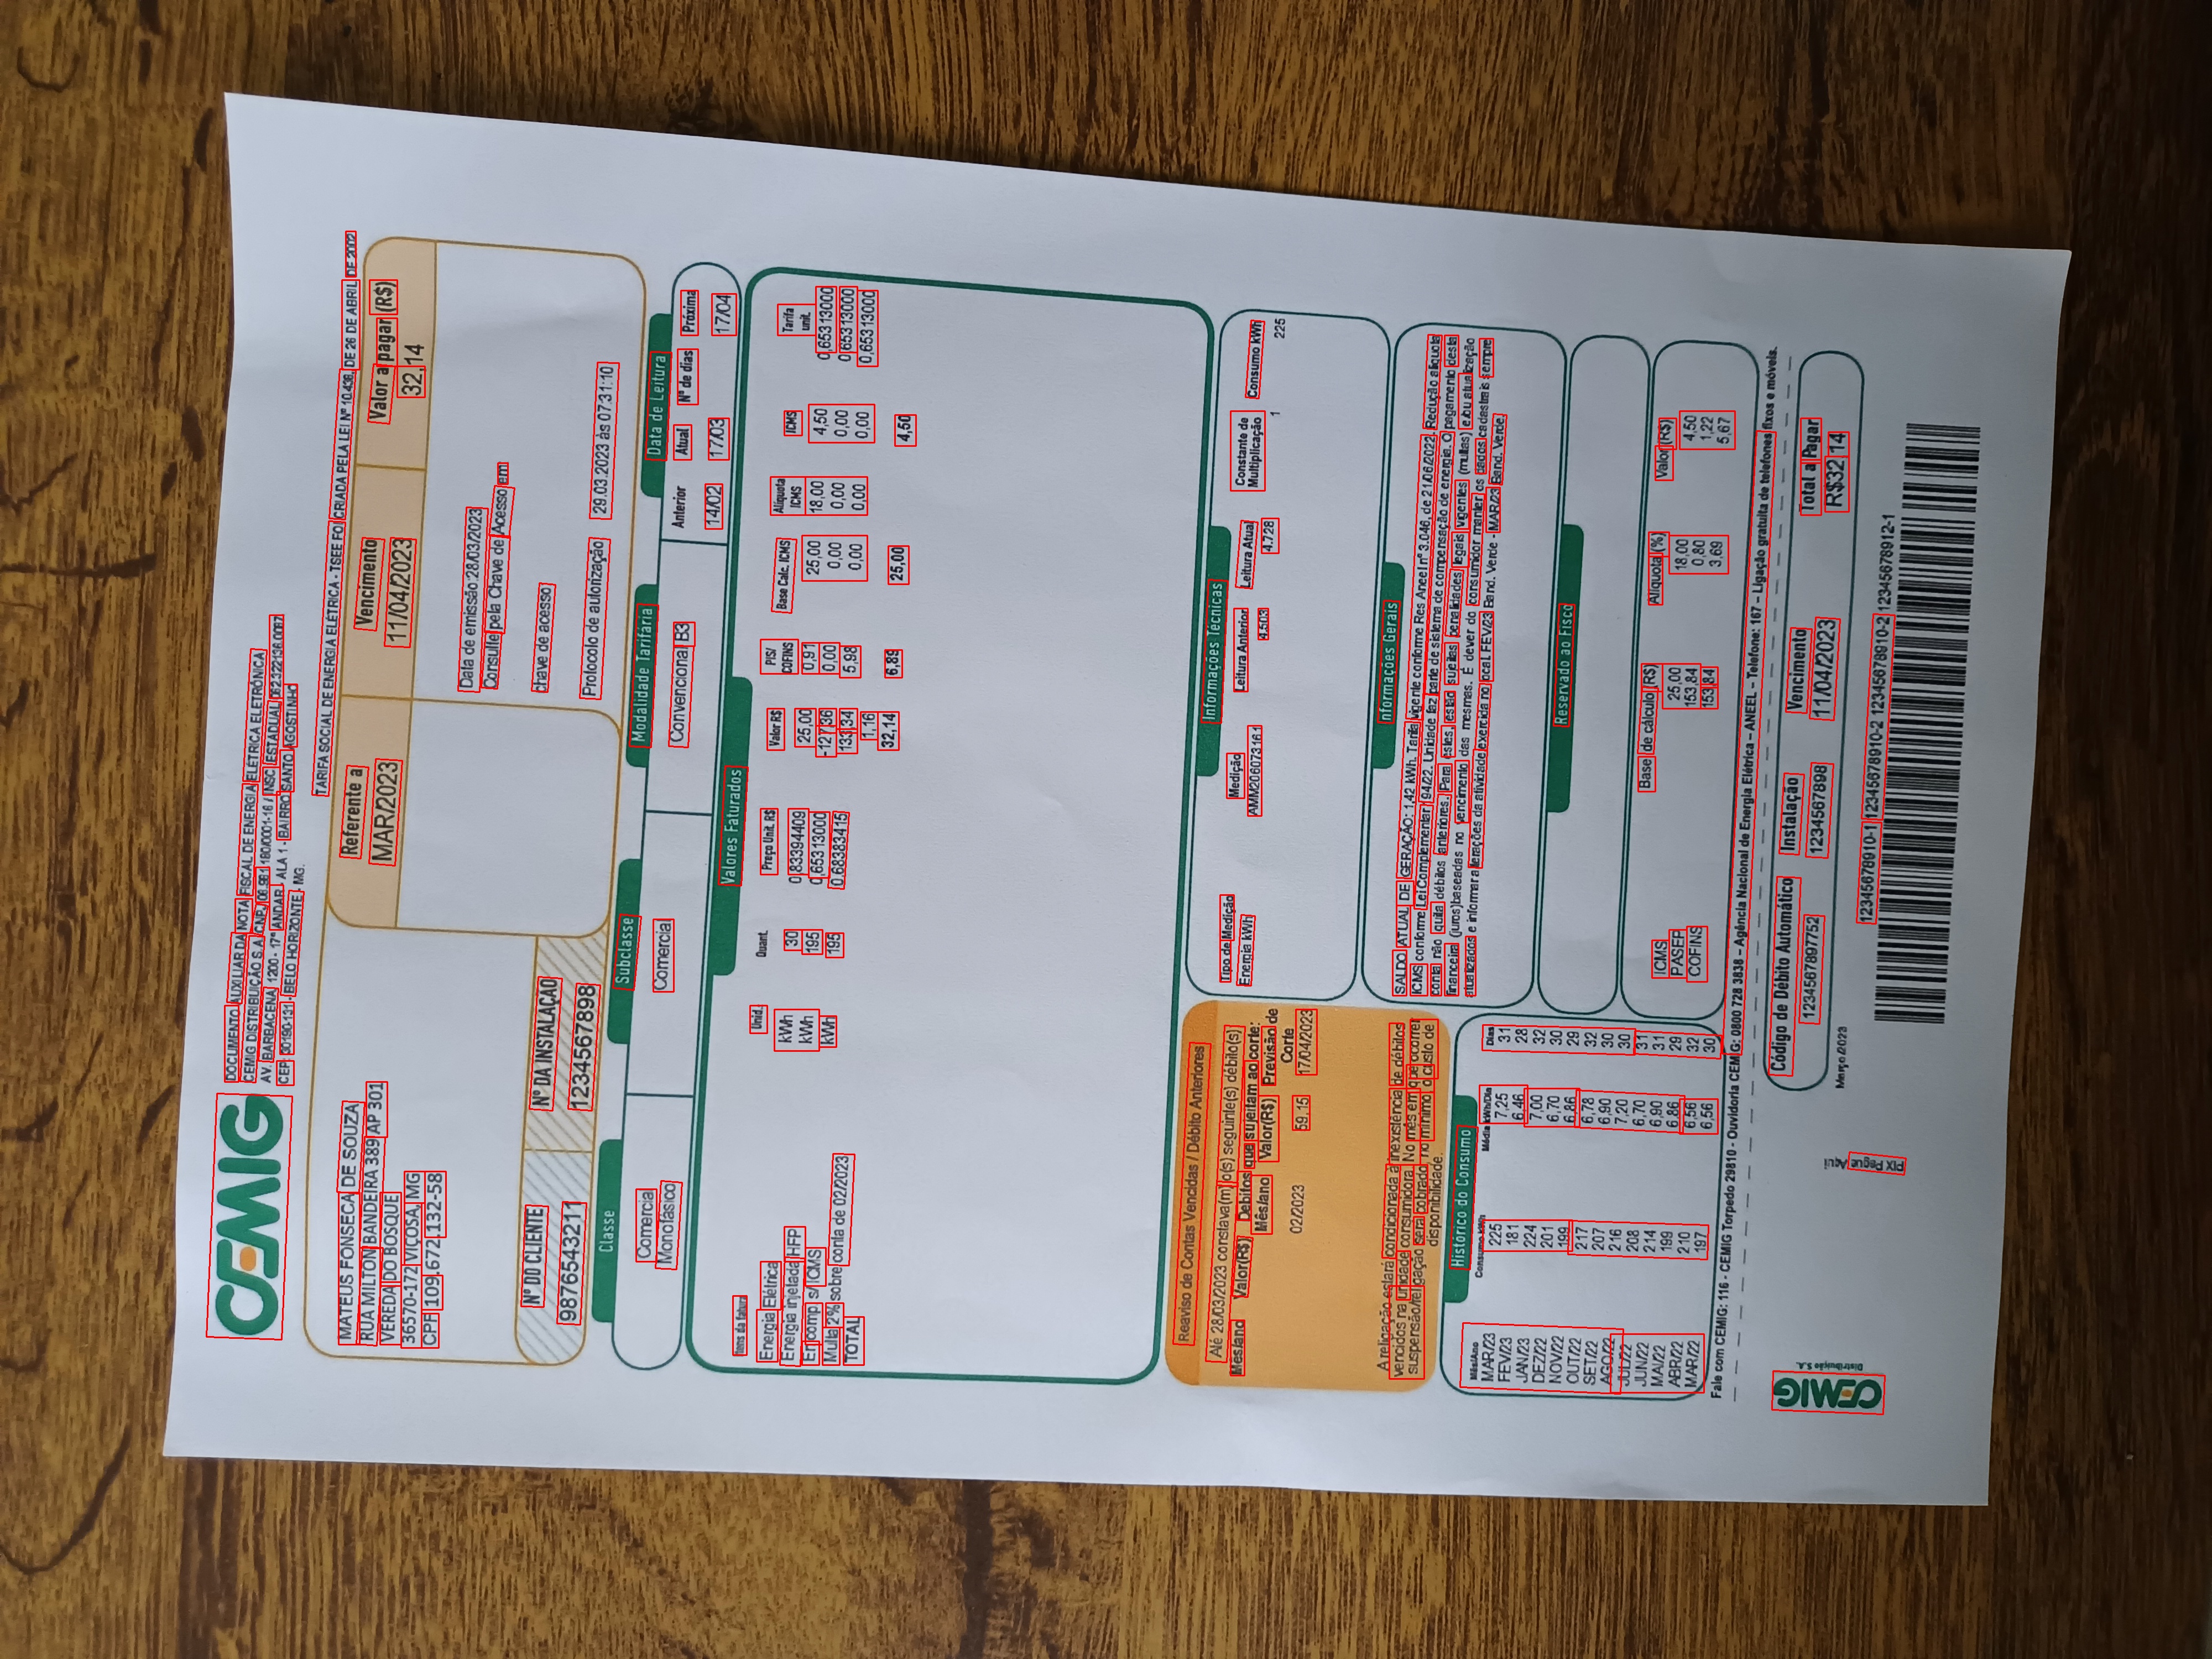 CEMIG
DOCUMENTO AUXILIAR DA NOTA FISCAL DE ENERGIA ELÉTRICA ELETRÔNICA
CEMIG DISTRIBUIÇÃO S.A. CNPJ 06.981.180/0001-16 / INSC ESTADUAL 062.322136.0087
AV. BARBACENA, 1200 - 17° ANDAR, ALA 1 - BAIRRO SANTO AGOSTINHO
CEP: 30190-131 - BELO HORIZONTE, MG.
TARIFA SOCIAL DE ENERGIA ELÉTRICA - TSEE FOI CRIADA PELA LEI N° 10.438, DE 26 DE ABRIL DE 2002
MATEUS FONSECA DE SOUZA
RUA MILTON BANDEIRA 389 AP 301
VEREDA DO BOSQUE
36570-172 VIÇOSA, MG
CPF 109.672.132-58
Referente a Vencimento Valor a pagar (R$)
MAR/2023 11/04/2023 32,14
Data de emissão:28/03/2023
Consulte pela Chave de Acesso em
chave de acesso
Protocolo de autorização 29.03.2023 às 07:31:10
N° DO CLIENTE N° DA INSTALAÇÃO
9876543211 1234567898
Classe Subclasse Modalidade Tarifária Data de Leitura
Comercial
Monofásico
Comercial
Convencional B3
Anterior Atual N° de dias Próxima
14/02 17/03 17/04
Valores Faturados
Itens da fatura Unid. Quant. Preço Unit. R$ Valor R$ PIS/COFINS Base Calc. ICMS Alíquota ICMS ICMS Tarifa unit.
Energia Elétrica kWh 30 0,83394409 25,00 0,91 25,00 18,00 4,50 0,65313000
Energia injetada HFP kWh 195 0,65313000 -127,36 0,00 0,00 0,00 0,00 0,65313000
En comp. s/ ICMS kWh 195 0,68383415 133,34 5,98 0,00 0,00 0,00 0,65313000
Multa 2% sobre conta de 02/2023 1,16
TOTAL 32,14 6,89 25,00 4,50
Reaviso de Contas Vencidas / Débito Anteriores
Até 28/03/2023 constava(m) o(s) seguinte(s) débito(s)
Mês/ano Valor(R$) Debitos que sujeitam ao corte:
Mês/ano Valor(R$) Previsão de Corte
02/2023 59,15 17/04/2023
A religação estará condicionada à inexistência de débitos
vencidos na unidade consumidora. No mês em que ocorrer
suspensão/religação será cobrado no mínimo o custo de
disponibilidade.
Informações Técnicas
Tipo de Medição Medição Leitura Anterior Leitura Atual Constante de Multiplicação Consumo kWh
Energia kWh AMM206073161 4.503 4.728 1 225
Informações Gerais
SALDO ATUAL DE GERAÇÃO: 1,42 kWh. Tarifa vigente conforme Res Aneel n° 3.046, de 21/06/2022. Redução aliquota
ICMS conforme Lei Complementar 94/22. Unidade faz parte de sistema de compensação de energia. O pagamento desta
conta não quita débitos anteriores. Para estes, estão sujeitas penalidades legais vigentes (multas) e/ou atualização
financeira (juros)baseadas no vencimento das mesmas. É dever do consumidor manter os dados cadastrais sempre
atualizados e informar alterações da atividade exercida no local. FEV/23 Band. Verde - MAR/23 Band. Verde.
Histórico do Consumo
Mês/Ano Consumo kWh Média kWh/Dia Dias
MAR/23 225 7,25 31
FEV/23 181 6,46 28
JAN/23 224 7,00 32
DEZ/22 201 6,70 30
NOV/22 199 6,86 29
OUT/22 217 6,78 32
SET/22 207 6,90 30
AGO/22 216 7,20 30
JUL/22 208 6,70 31
JUN/22 214 6,90 31
MAI/22 199 6,86 29
ABR/22 210 6,56 32
MAR/22 197 6,56 30
Reservado ao Fisco
Base de cálculo (R$) Alíquota (%) Valor (R$)
ICMS 25,00 18,00 4,50
PASEP 153,84 0,80 1,22
COFINS 153,84 3,69 5,67
Fale com CEMIG: 116 - CEMIG Torpedo 29810 - Ouvidoria CEMIG: 0800 728 3838 – Agência Nacional de Energia Elétrica – ANEEL – Telefone: 167 – Ligação gratuita de telefones fixos e móveis.
CEMIG
Distribuição S.A.
PIX Pague
Aqui
Código de Débito Automático Instalação Vencimento Total a Pagar
1234567897752 1234567898 11/04/2023 R$32,14
Março/2023
12345678910-1 12345678910-2 12345678910-2 12345678912-1